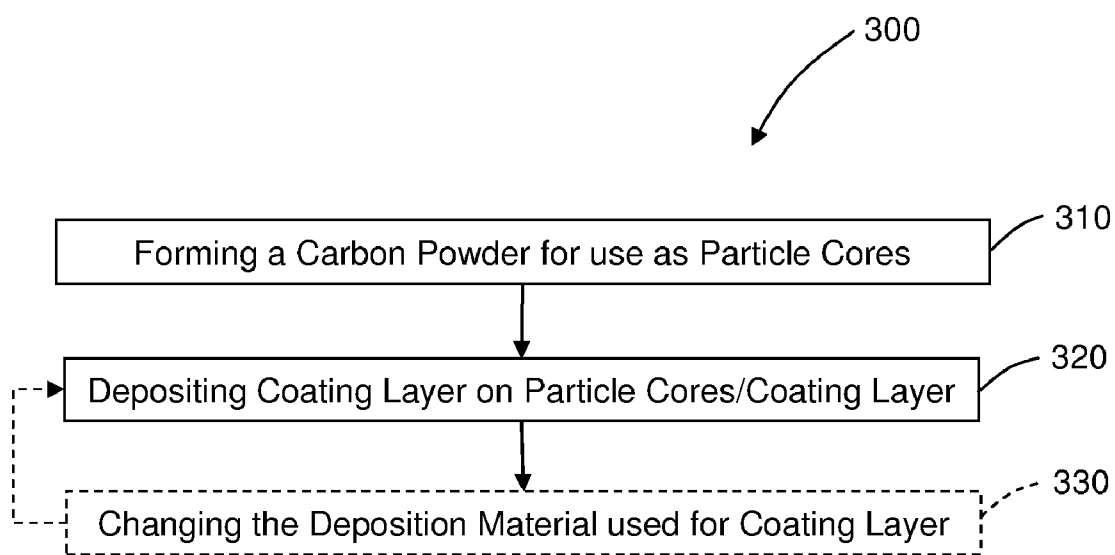 300
310
Forming a Carbon Powder for use as Particle Cores
320
Depositing Coating Layer on Particle Cores/Coating Layer
330
Changing the Deposition Material used for Coating Layer